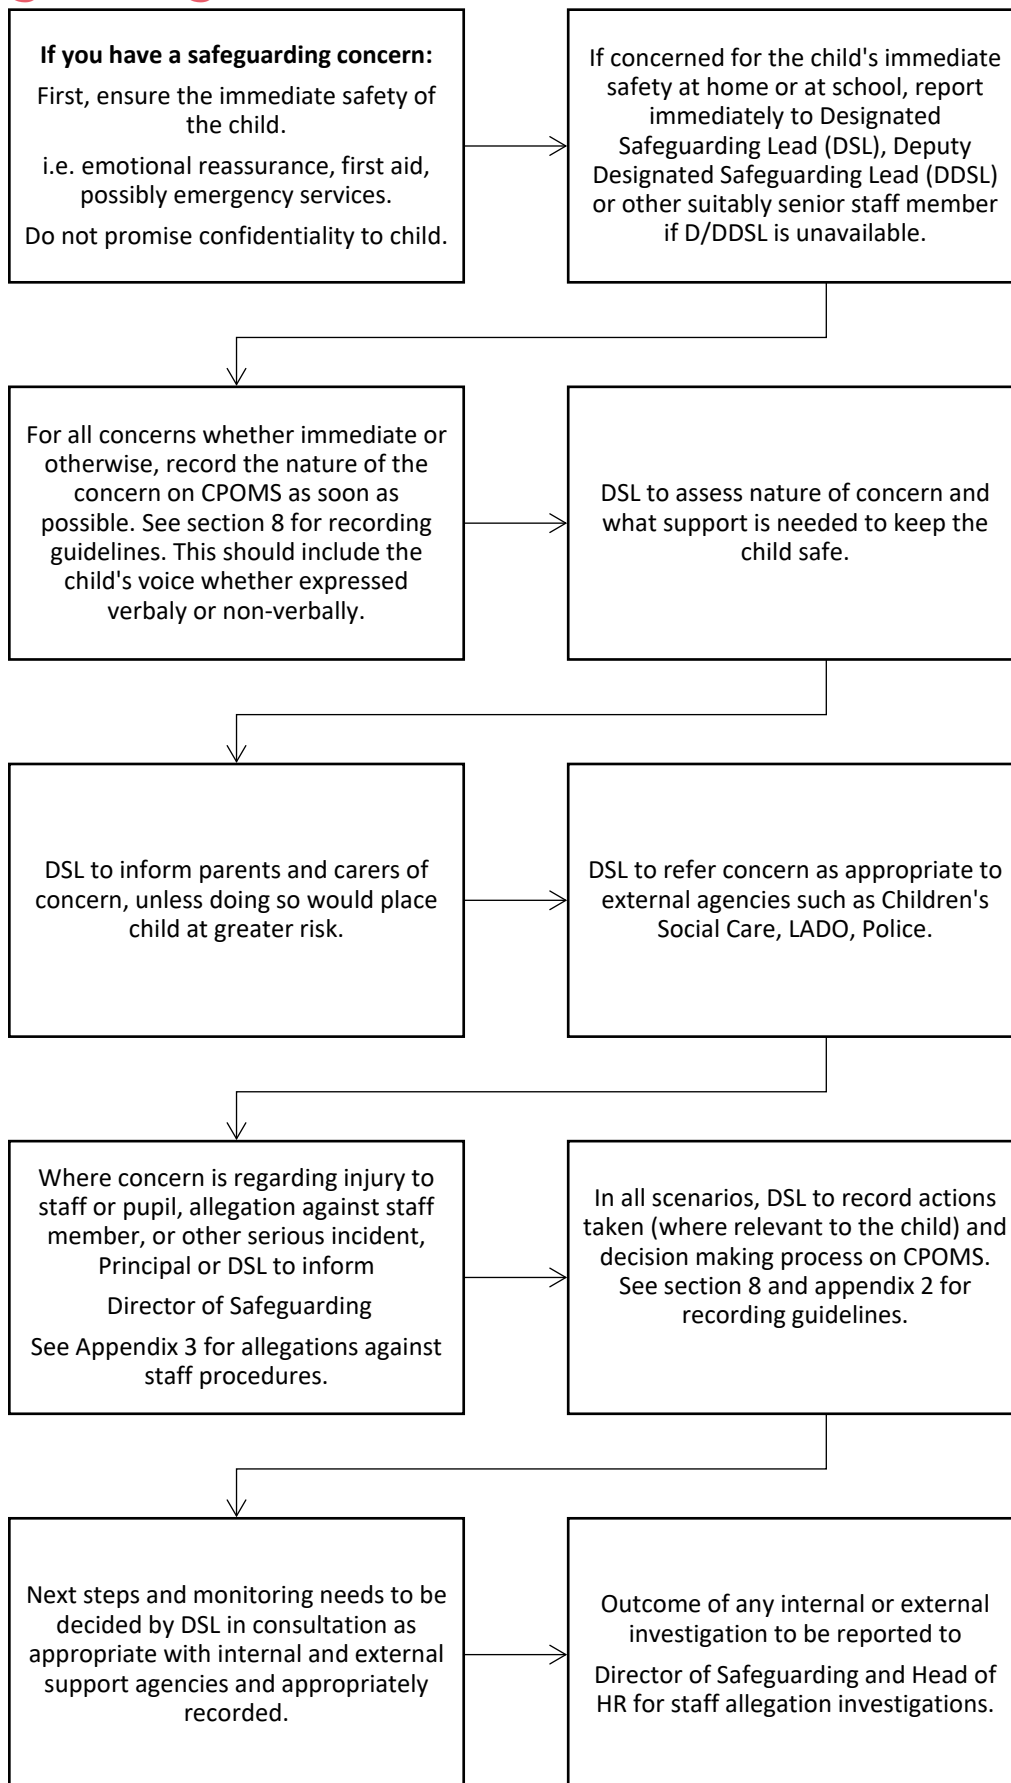 If you have a safeguarding concern:
First, ensure the immediate safety of
the child.
i.e. emotional reassurance, first aid,
possibly emergency services.
Do not promise confidentiality to child.
If concerned for the child's immediate
safety at home or at school, report
immediately to Designated
Safeguarding Lead (DSL), Deputy
Designated Safeguarding Lead (DDSL)
or other suitably senior staff member
if D/DDSL is unavailable.
For all concerns whether immediate or
otherwise, record the nature of the
concern on CPOMS as soon as
possible. See section 8 for recording
guidelines. This should include the
child's voice whether expressed
verbaly or non-verbally.
DSL to assess nature of concern and
what support is needed to keep the
child safe.
DSL to inform parents and carers of
concern, unless doing so would place
child at greater risk.
DSL to refer concern as appropriate to
external agencies such as Children's
Social Care, LADO, Police.
Where concern is regarding injury to
staff or pupil, allegation against staff
member, or other serious incident,
Principal or DSL to inform
Director of Safeguarding
See Appendix 3 for allegations against
staff procedures.
In all scenarios, DSL to record actions
taken (where relevant to the child) and
decision making process on CPOMS.
See section 8 and appendix 2 for
recording guidelines.
Next steps and monitoring needs to be
decided by DSL in consultation as
appropriate with internal and external
support agencies and appropriately
recorded.
Outcome of any internal or external
investigation to be reported to
Director of Safeguarding and Head of
HR for staff allegation investigations.